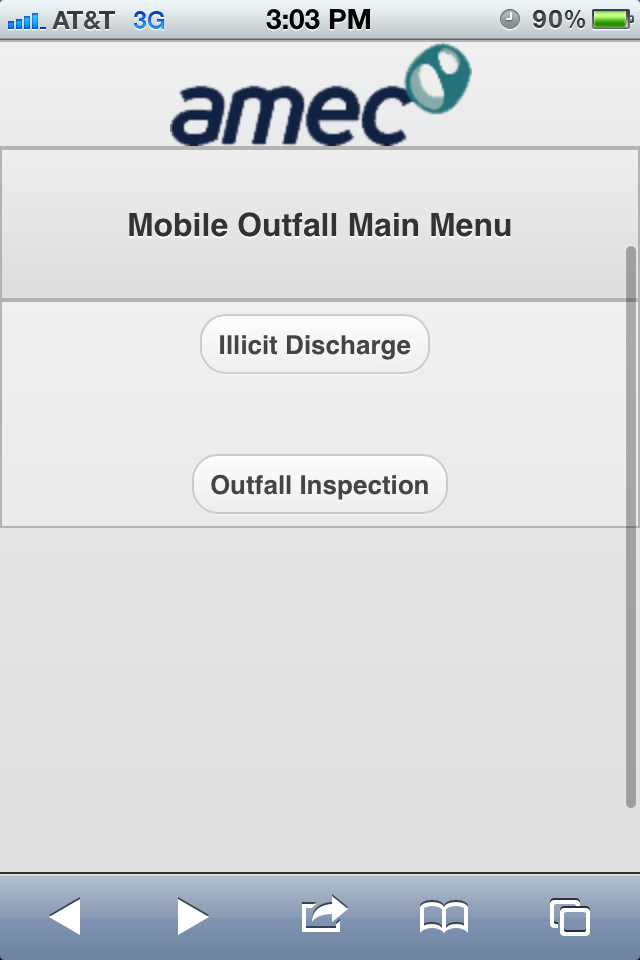 AT&T 3G 3:03 PM 90%
amec
Mobile Outfall Main Menu
Illicit Discharge
Outfall Inspection